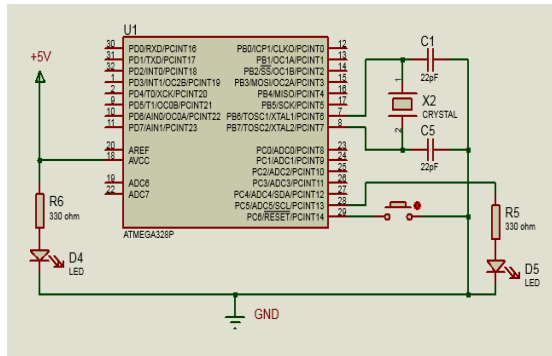 U1
30 PD0/RXD/PCINT16 PB0/ICP1/CLKO/PCINT0 12
31 PD1/TXD/PCINT17 PB1/OC1A/PCINT1 13
32 PD2/INT0/PCINT18 PB2/SS/OC1B/PCINT2 14
1 PD3/INT1/OC2B/PCINT19 PB3/MOSI/OC2A/PCINT3 15
2 PD4/T0/XCK/PCINT20 PB4/MISO/PCINT4 16
9 PD5/T1/OC0B/PCINT21 PB5/SCK/PCINT5 17
10 PD6/AIN0/OC0A/PCINT22 PB6/TOSC1/XTAL1/PCINT6 7
11 PD7/AIN1/PCINT23 PB7/TOSC2/XTAL2/PCINT7 8
20 AREF PC0/ADC0/PCINT8 23
18 AVCC PC1/ADC1/PCINT9 24
PC2/ADC2/PCINT10 25
19 ADC6 PC3/ADC3/PCINT11 26
22 ADC7 PC4/ADC4/SDA/PCINT12 27
PC5/ADC5/SCL/PCINT13 28
PC6/RESET/PCINT14 29
ATMEGA328P
+5V
R6
330 ohm
D4
LED
C1
22pF
1
X2
CRYSTAL
2
C5
22pF
R5
330 ohm
D5
LED
GND